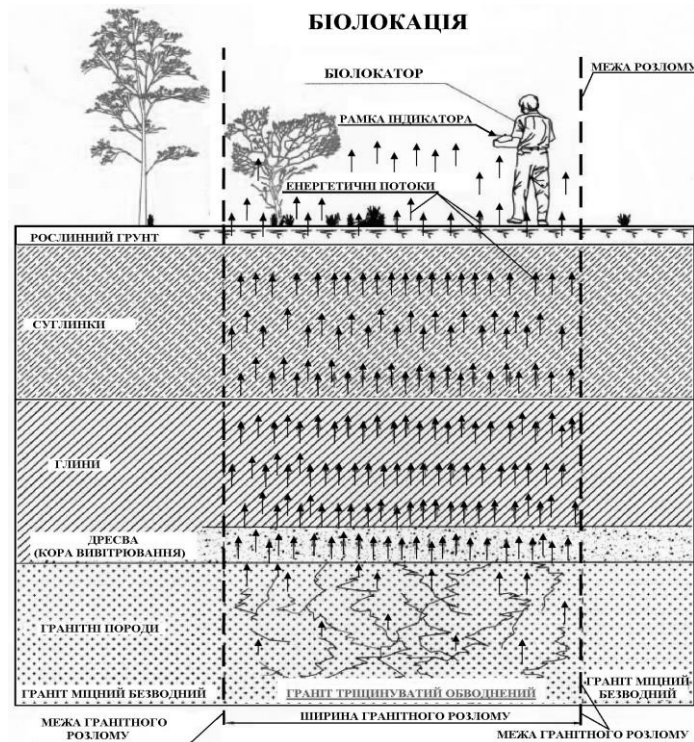 БІОЛОКАЦІЯ
МЕЖА РОЗЛОМУ
БІОЛОКАТОР
РАМКА ІНДИКАТОРА
ЕНЕРГЕТИЧНІ ПОТОКИ
РОСЛИННИЙ ГРУНТ
СУГЛИНКИ
ГЛИНИ
ДРЕСВА
(КОРА ВИВІТРЮВАННЯ)
ГРАНІТНІ ПОРОДИ
ГРАНІТ МІЦНИЙ БЕЗВОДНИЙ
ГРАНІТ ТРІЩИНУВАТИЙ ОБВОДНЕНИЙ
ГРАНІТ МІЦНИЙ
БЕЗВОДНИЙ
МЕЖА ГРАНІТНОГО
РОЗЛОМУ
ШИРИНА ГРАНІТНОГО РОЗЛОМУ
МЕЖА ГРАНІТНОГО РОЗЛОМУ